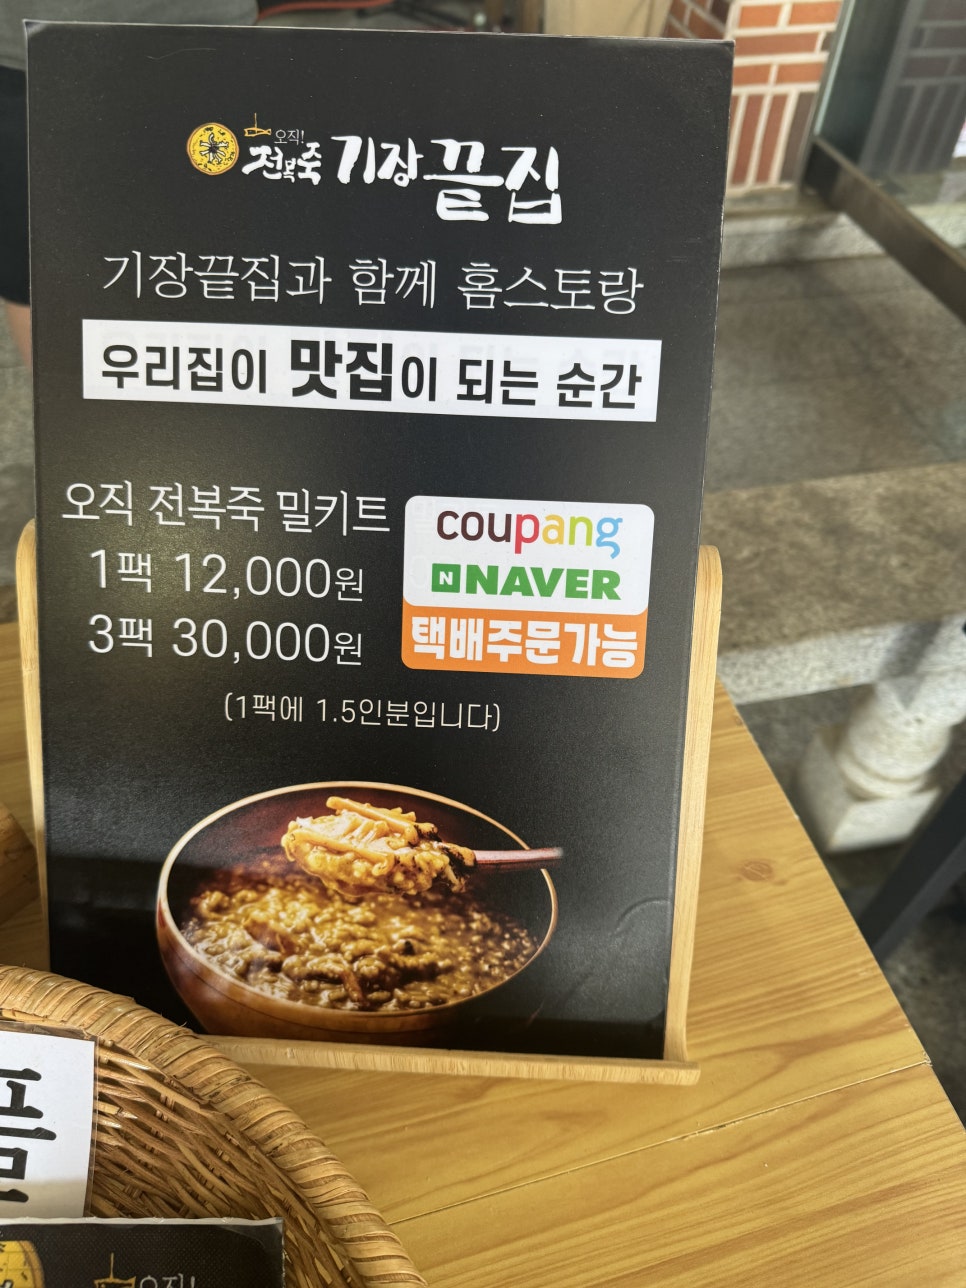 오직!
전복죽 기장끝집
기장끝집과 함께 홈스토랑
우리집이 맛집이 되는 순간
오직 전복죽 밀키트
1팩 12,000원
3팩 30,000원
coupang
N NAVER
택배주문가능
(1팩에 1.5인분입니다)
오직!